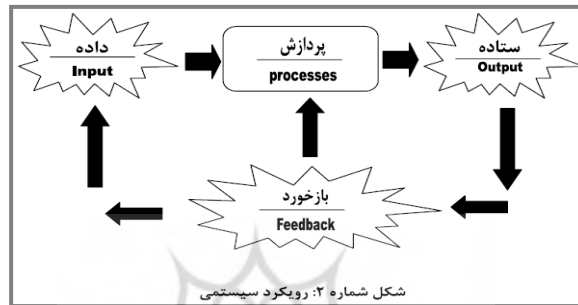 داده
Input
پردازش
processes
ستاده
Output
بازخورد
Feedback
شکل شماره ۲: رویکرد سیستمی